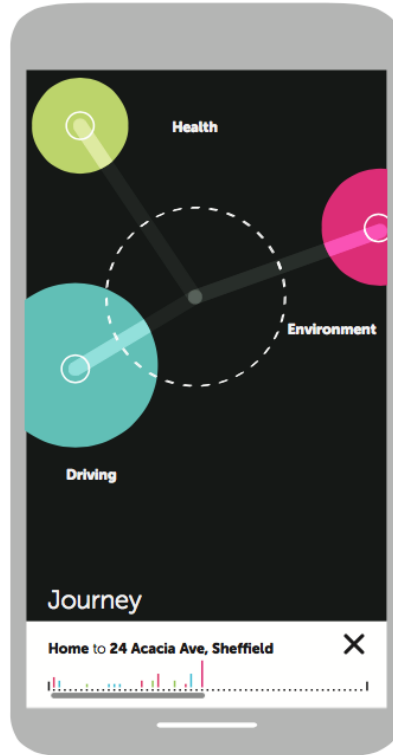 Health
Environment
Driving
Journey
Home to 24 Acacia Ave, Sheffield